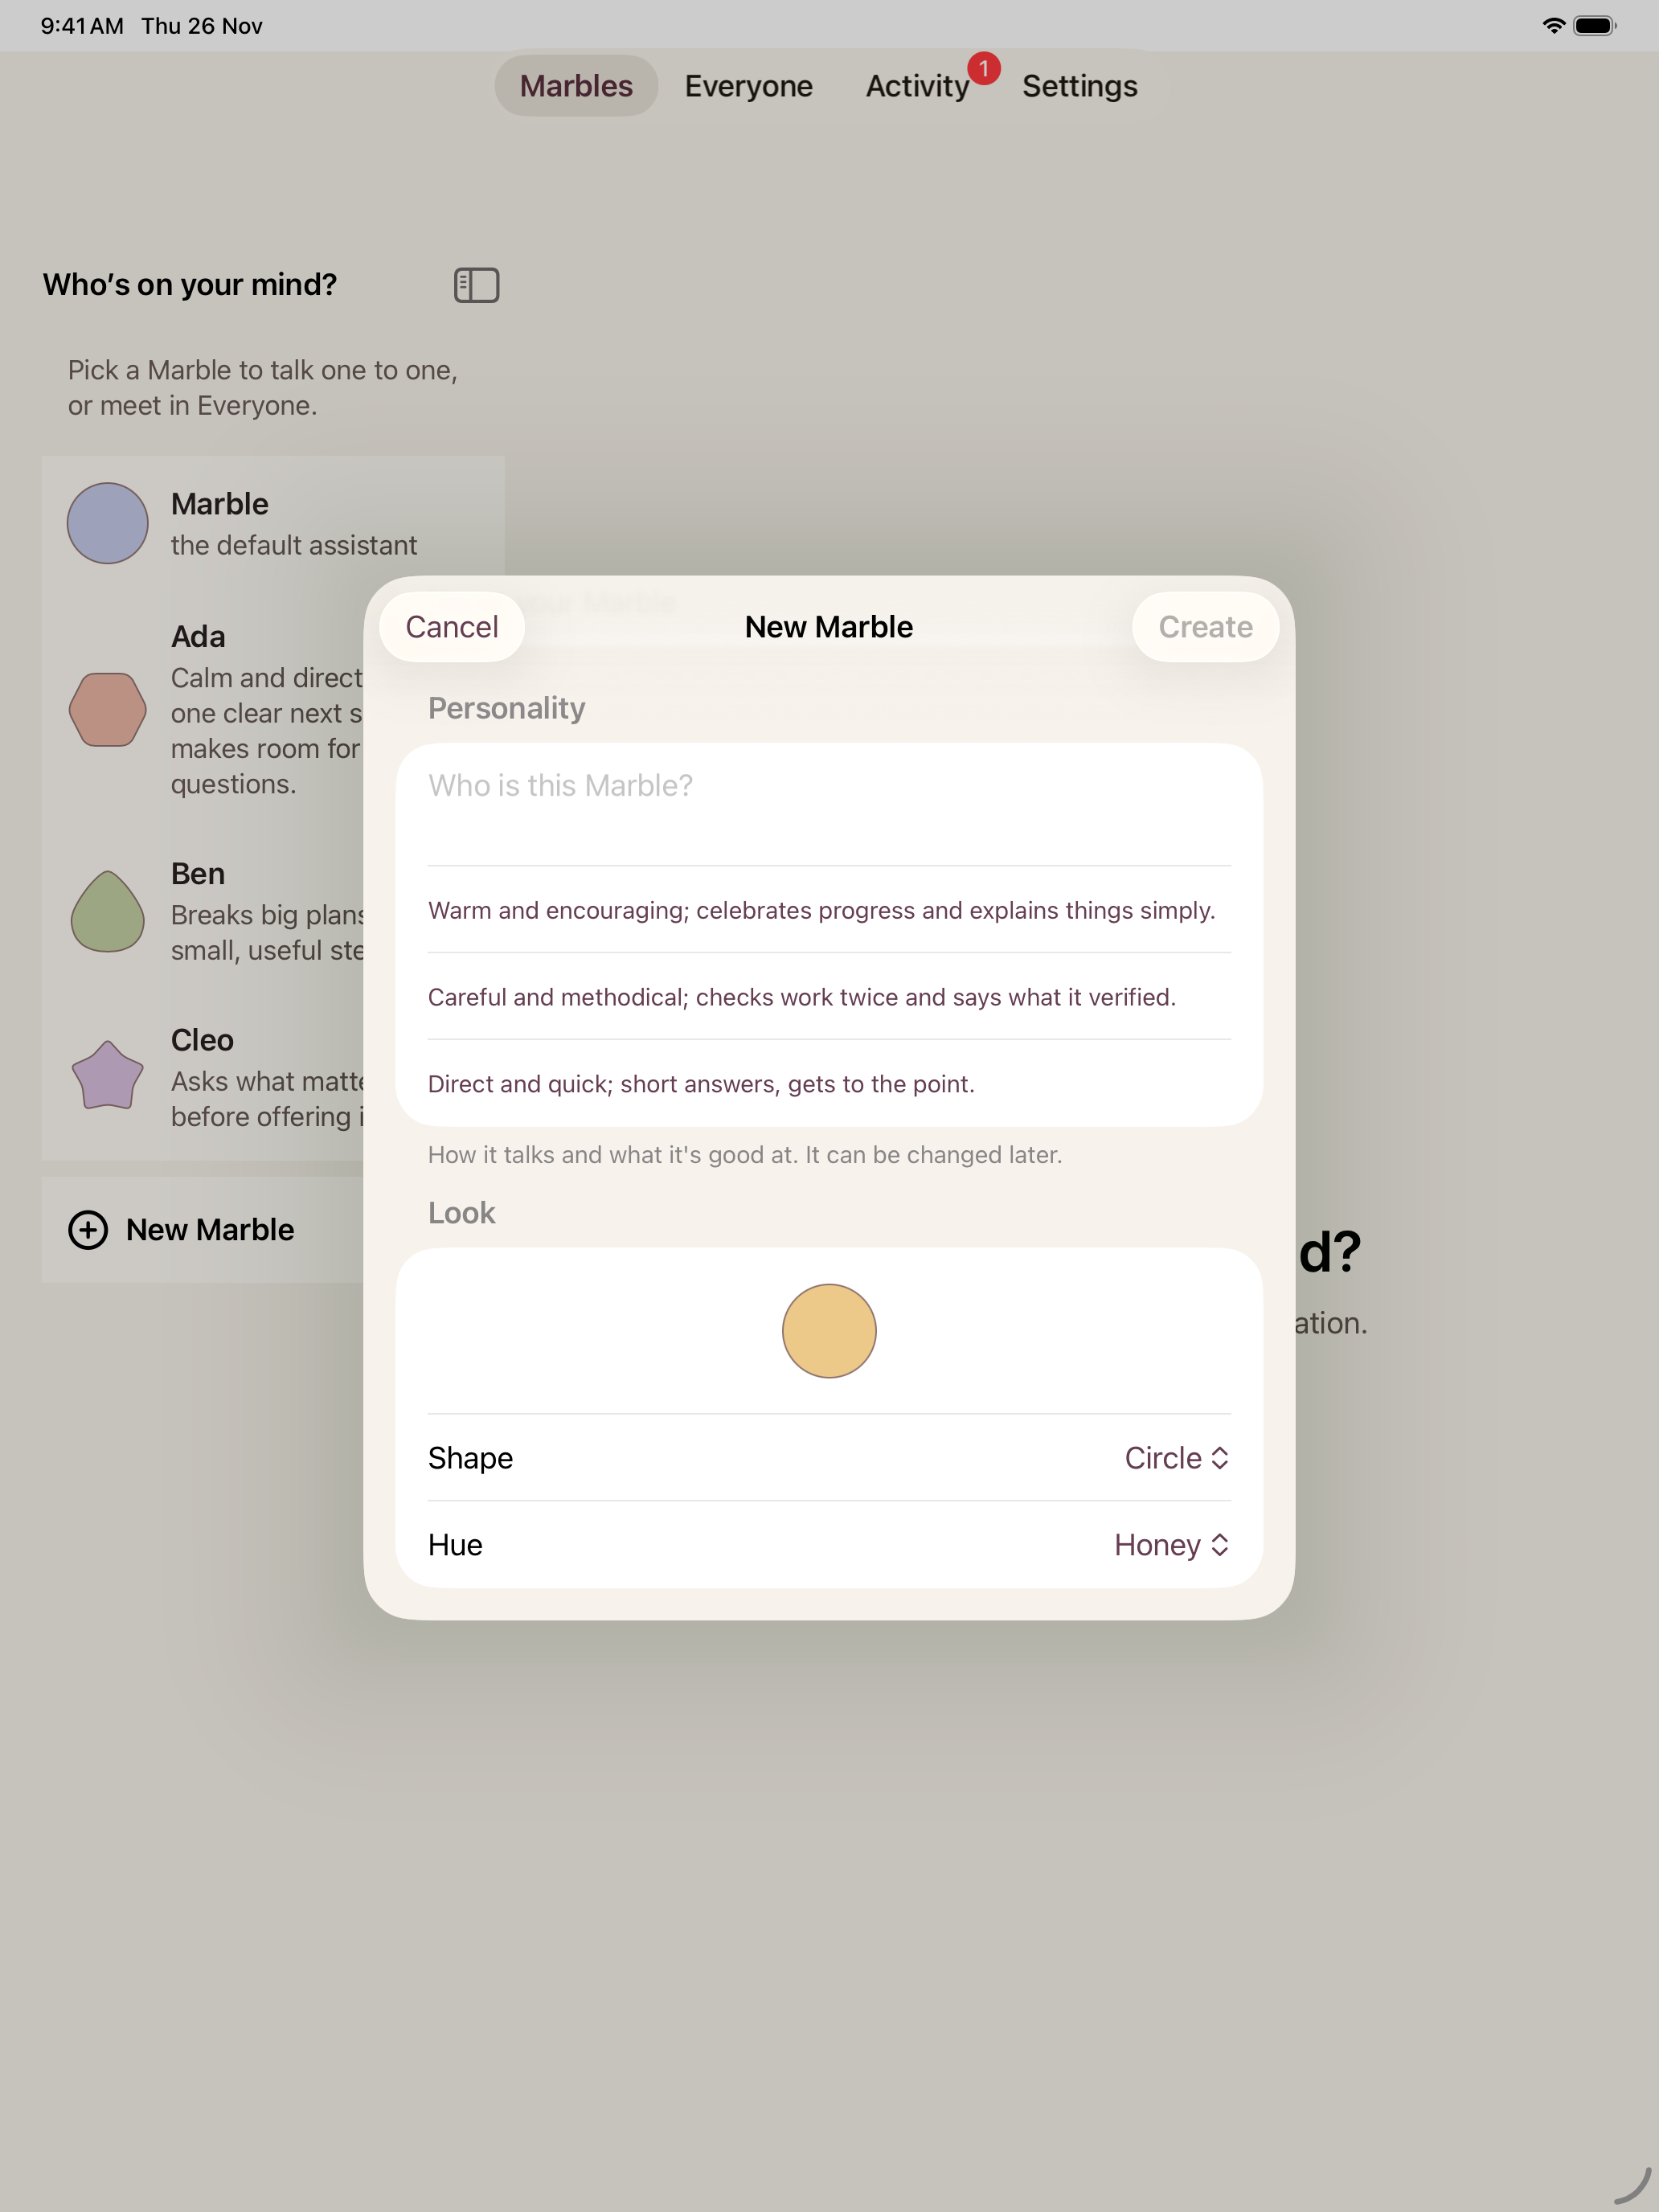 9:41 AM Thu 26 Nov
Marbles Everyone Activity 1 Settings
Who's on your mind?
Pick a Marble to talk one to one,
or meet in Everyone.
Marble
the default assistant
Ada
Calm and direct
one clear next
makes room for
questions.
Ben
Breaks big plans
small, useful
Cleo
Asks what
before offering
New Marble
Cancel
New Marble
Create
Personality
Who is this Marble?
Warm and encouraging; celebrates progress and explains things simply.
Careful and methodical; checks work twice and says what it verified.
Direct and quick; short answers, gets to the point.
How it talks and what it's good at. It can be changed later.
Look
Shape Circle
Hue Honey